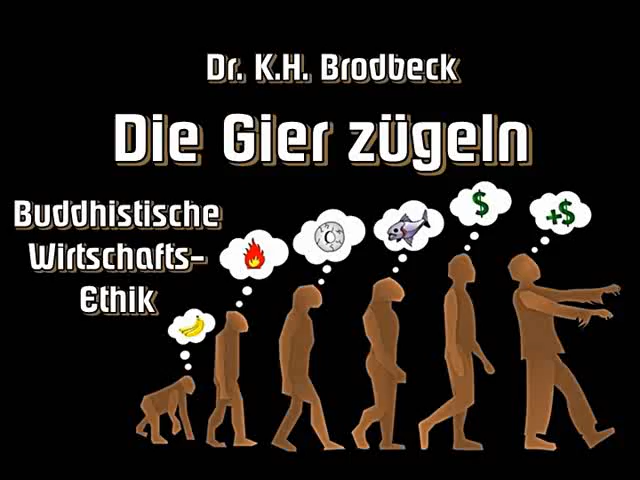 Dr. K.H. Brodbeck
Die Gier zügeln
Buddhistische
Wirtschafts-
Ethik
$
+$